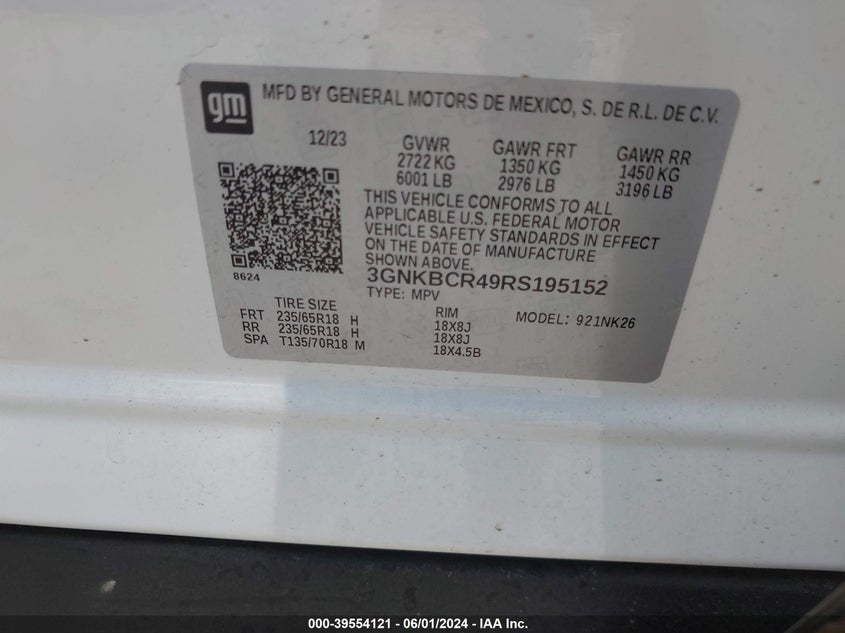 gm
MFD BY GENERAL MOTORS DE MEXICO, S. DE R.L. DE C.V.
12/23
GVWR
2722 KG
6001 LB
GAWR FRT
1350 KG
2976 LB
GAWR RR
1450 KG
3196 LB
THIS VEHICLE CONFORMS TO ALL
APPLICABLE U.S. FEDERAL MOTOR
VEHICLE SAFETY STANDARDS IN EFFECT
ON THE DATE OF MANUFACTURE
SHOWN ABOVE.
8624
3GNKBCR49RS195152
TYPE: MPV
TIRE SIZE
RIM
MODEL: 921NK26
FRT 235/65R18 H 18X8J
RR 235/65R18 H 18X8J
SPA T135/70R18 M 18X4.5B
000-39554121 - 06/01/2024 - IAA Inc.